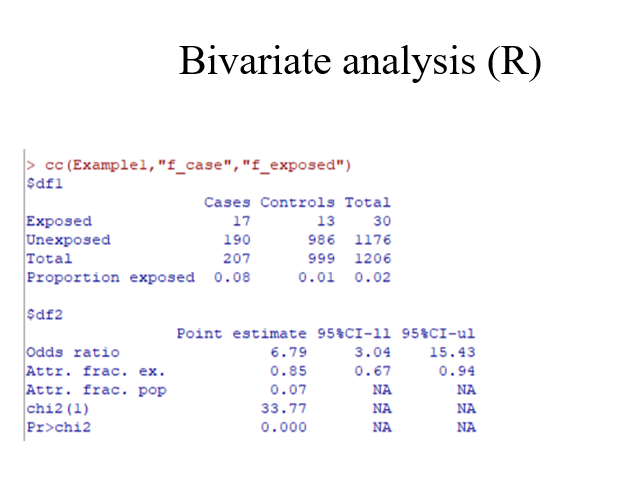 Bivariate analysis (R)
> cc(Example1,"f_case","f_exposed")
$df1
Cases Controls Total
Exposed 17 13 30
Unexposed 190 986 1176
Total 207 999 1206
Proportion exposed 0.08 0.01 0.02
$df2
Point estimate 95%CI-ll 95%CI-ul
Odds ratio 6.79 3.04 15.43
Attr. frac. ex. 0.85 0.67 0.94
Attr. frac. pop 0.07 NA NA
chi2(1) 33.77 NA NA
Pr>chi2 0.000 NA NA